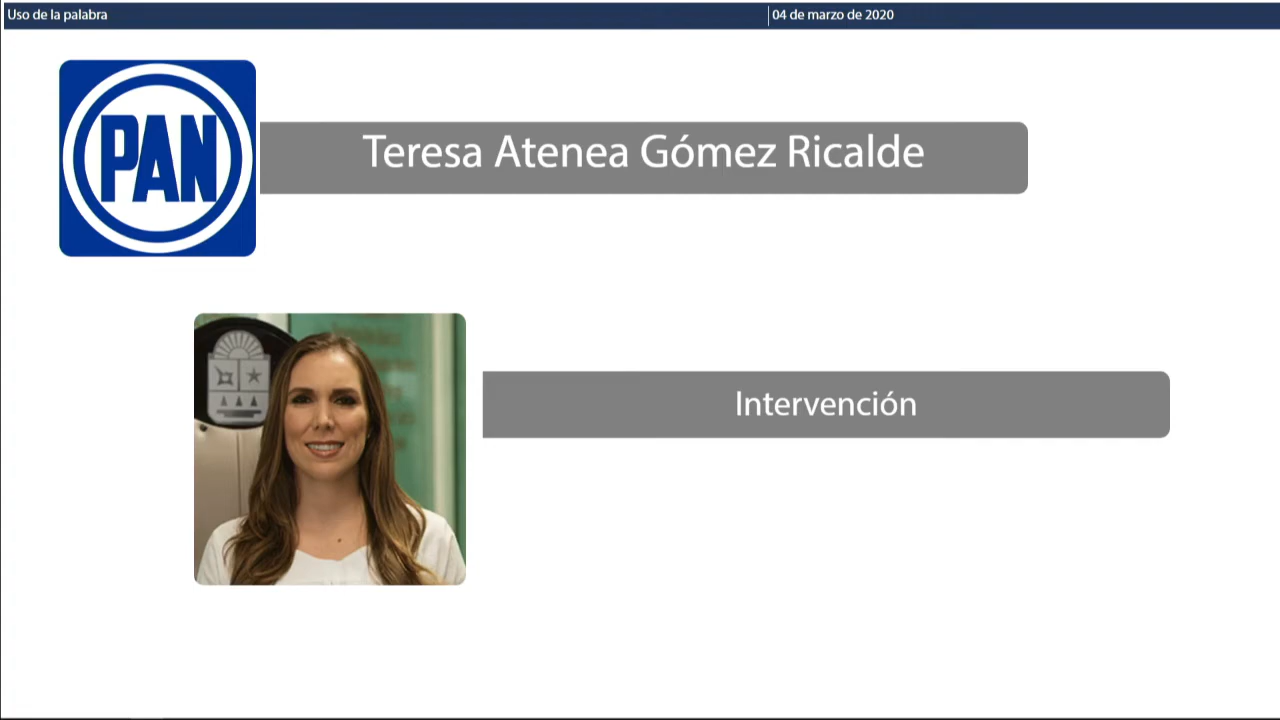 Uso de la palabra
04 de marzo de 2020
PAN
Teresa Atenea Gómez Ricalde
Intervención